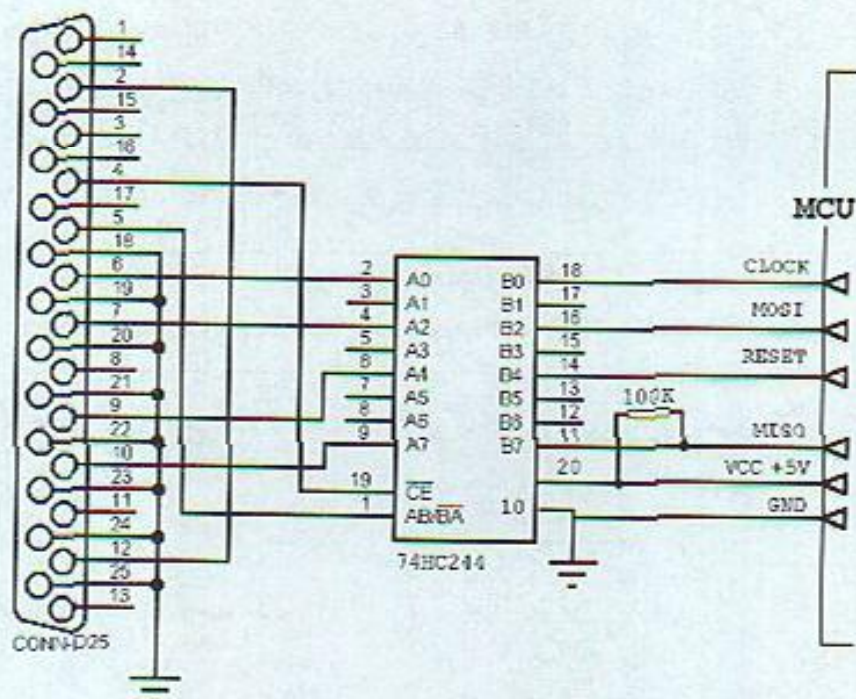 1
14
2
15
3
16
4
17
5
18
6
19
7
20
8
21
9
22
10
23
11
24
12
25
13
CONN-D25
2
3
4
5
6
7
8
9
19
1
A0
A1
A2
A3
A4
A5
A6
A7
CE
AB/BA
B0
B1
B2
B3
B4
B5
B6
B7
10
74HC244
18
17
16
15
14
13
12
11
20
100K
MCU
CLOCK
MOSI
RESET
MISO
VCC +5V
GND